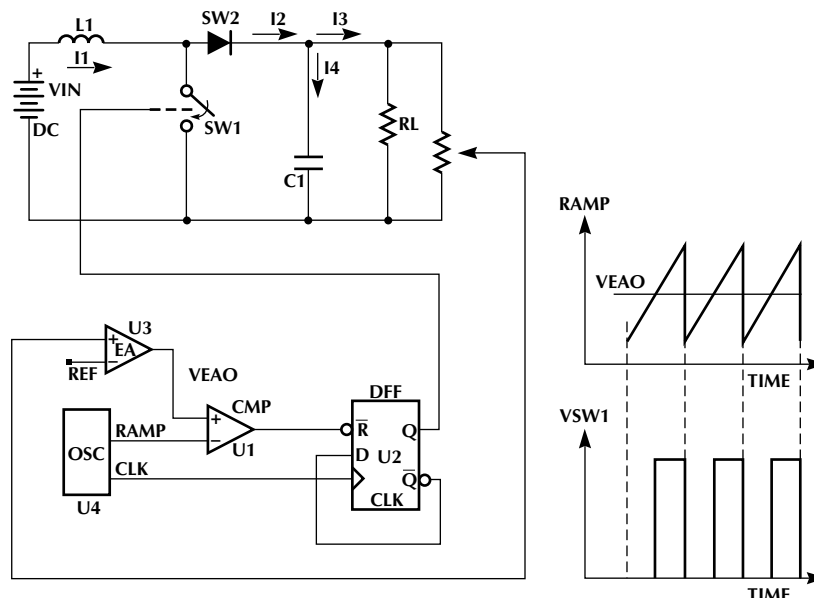 SW2
I2
I3
L1
I1
I4
+
VIN
DC
SW1
RL
C1
RAMP
VEAO
TIME
U3
+
EA
−
REF
VEAO
DFF
CMP
+
−
U1
R
Q
D
U2
Q
CLK
OSC
RAMP
CLK
U4
VSW1
TIME